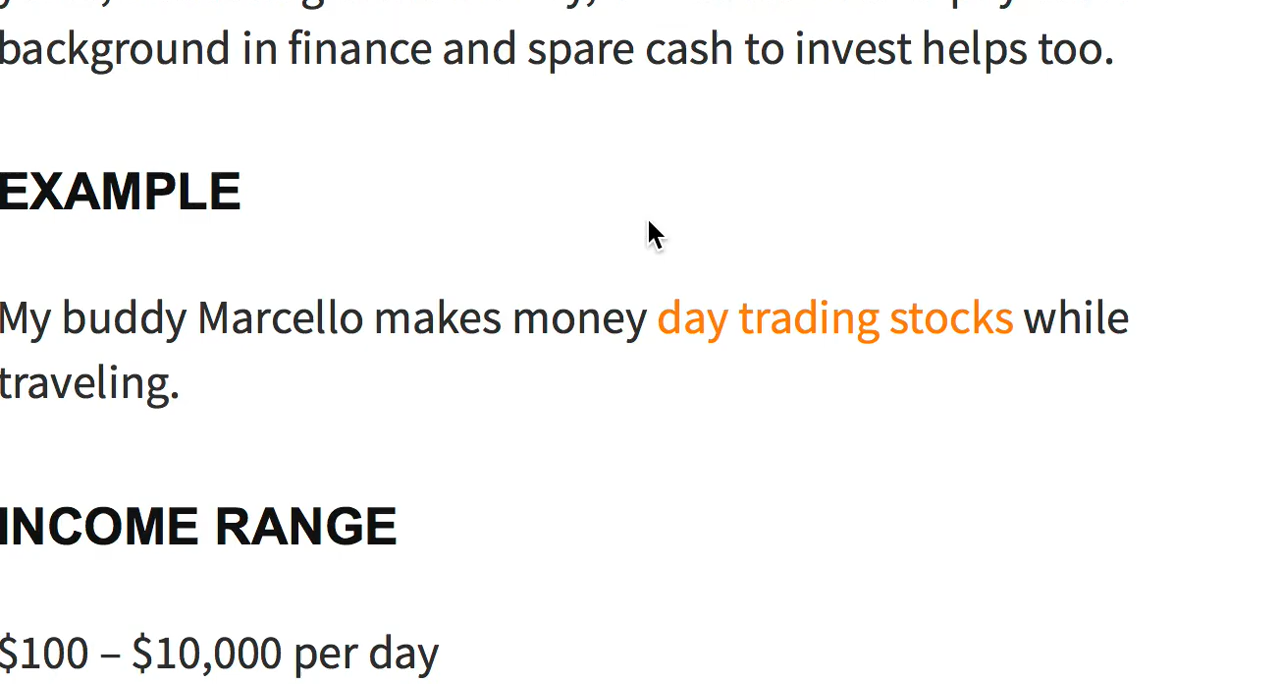 background in finance and spare cash to invest helps too.
EXAMPLE
My buddy Marcello makes money day trading stocks while
traveling.
INCOME RANGE
$100 – $10,000 per day